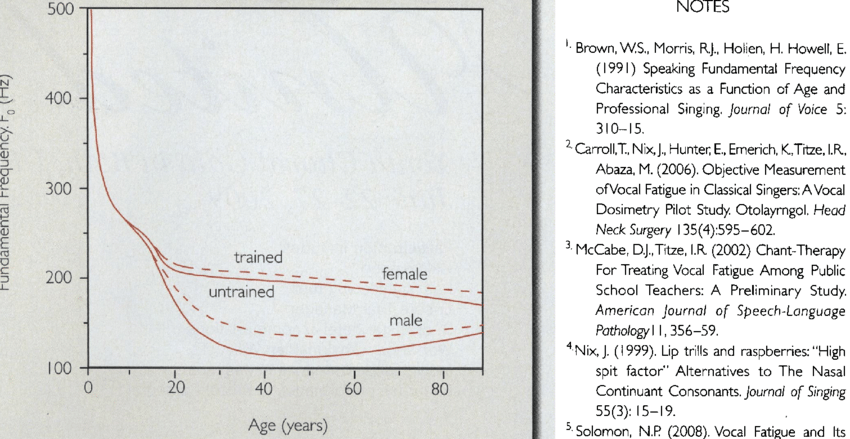 500
400
300
200
100
0
20
40
60
80
Fundamental Frequency, F0 (Hz)
Age (years)
trained
untrained
female
male
NOTES
1. Brown, W.S., Morris, R.J., Holien, H. Howell, E.
(1991) Speaking Fundamental Frequency
Characteristics as a Function of Age and
Professional Singing. Journal of Voice 5:
310–15.
2. Carroll,T., Nix, J., Hunter, E., Emerich, K.,Titze, I.R.,
Abaza, M. (2006). Objective Measurement
of Vocal Fatigue in Classical Singers: A Vocal
Dosimetry Pilot Study. Otolayrngol. Head
Neck Surgery 135(4):595–602.
3. McCabe, D.J.,Titze, I.R. (2002) Chant-Therapy
For Treating Vocal Fatigue Among Public
School Teachers: A Preliminary Study.
American Journal of Speech-Language
Pathology 11, 356–59.
4. Nix, J. (1999). Lip trills and raspberries: "High
spit factor" Alternatives to The Nasal
Continuant Consonants. Journal of Singing
55(3): 15–19.
5. Solomon, N.P. (2008). Vocal Fatigue and Its